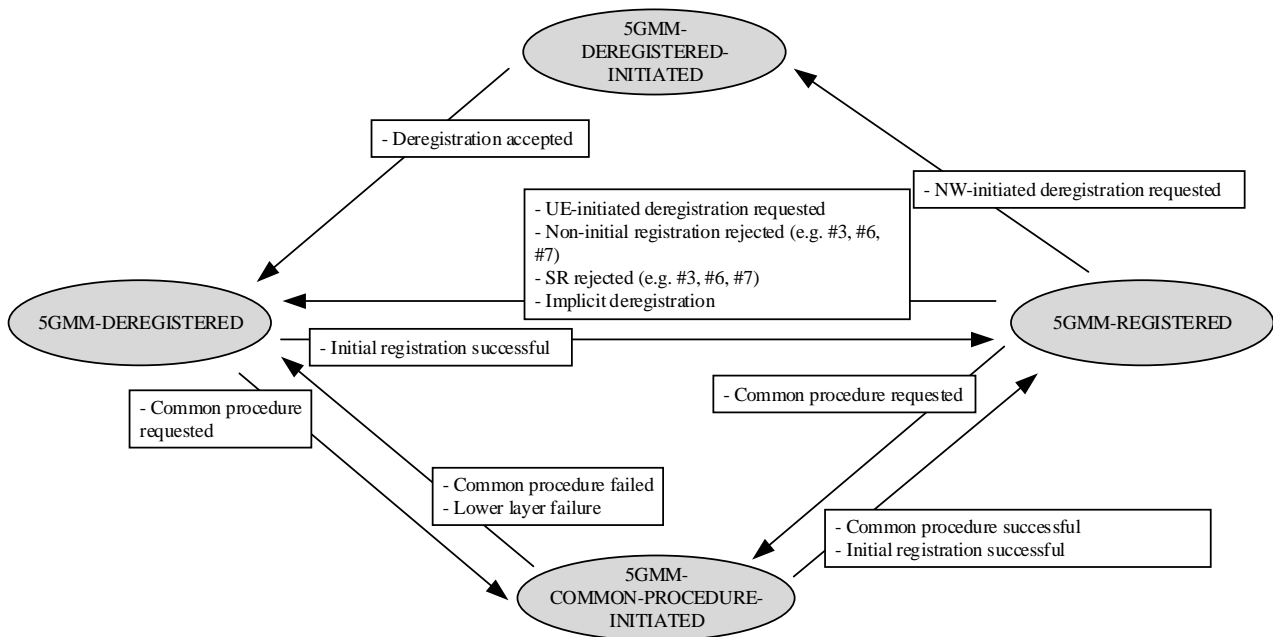 5GMM-
DEREGISTERED-
INITIATED
- Deregistration accepted
- NW-initiated deregistration requested
- UE-initiated deregistration requested
- Non-initial registration rejected (e.g. #3, #6,
#7)
- SR rejected (e.g. #3, #6, #7)
- Implicit deregistration
5GMM-DEREGISTERED
5GMM-REGISTERED
- Initial registration successful
- Common procedure
requested
- Common procedure requested
- Common procedure failed
- Lower layer failure
- Common procedure successful
- Initial registration successful
5GMM-
COMMON-PROCEDURE-
INITIATED